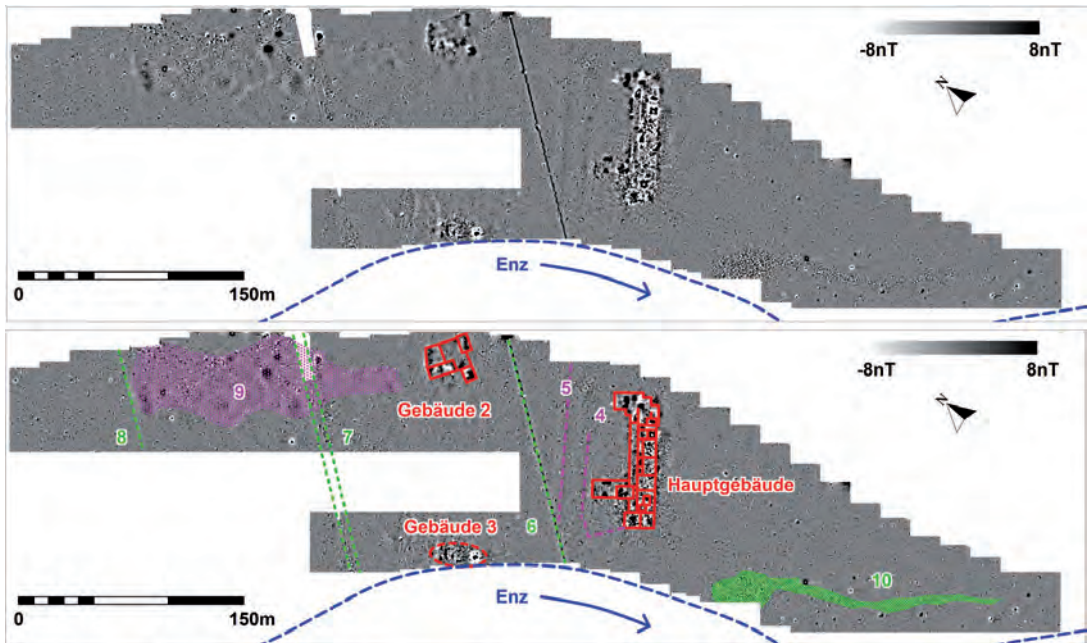 -8nT 8nT
N
Enz
0 150m
-8nT 8nT
N
9
5
4
Gebäude 2
8
7
Hauptgebäude
Gebäude 3
6
10
Enz
0 150m